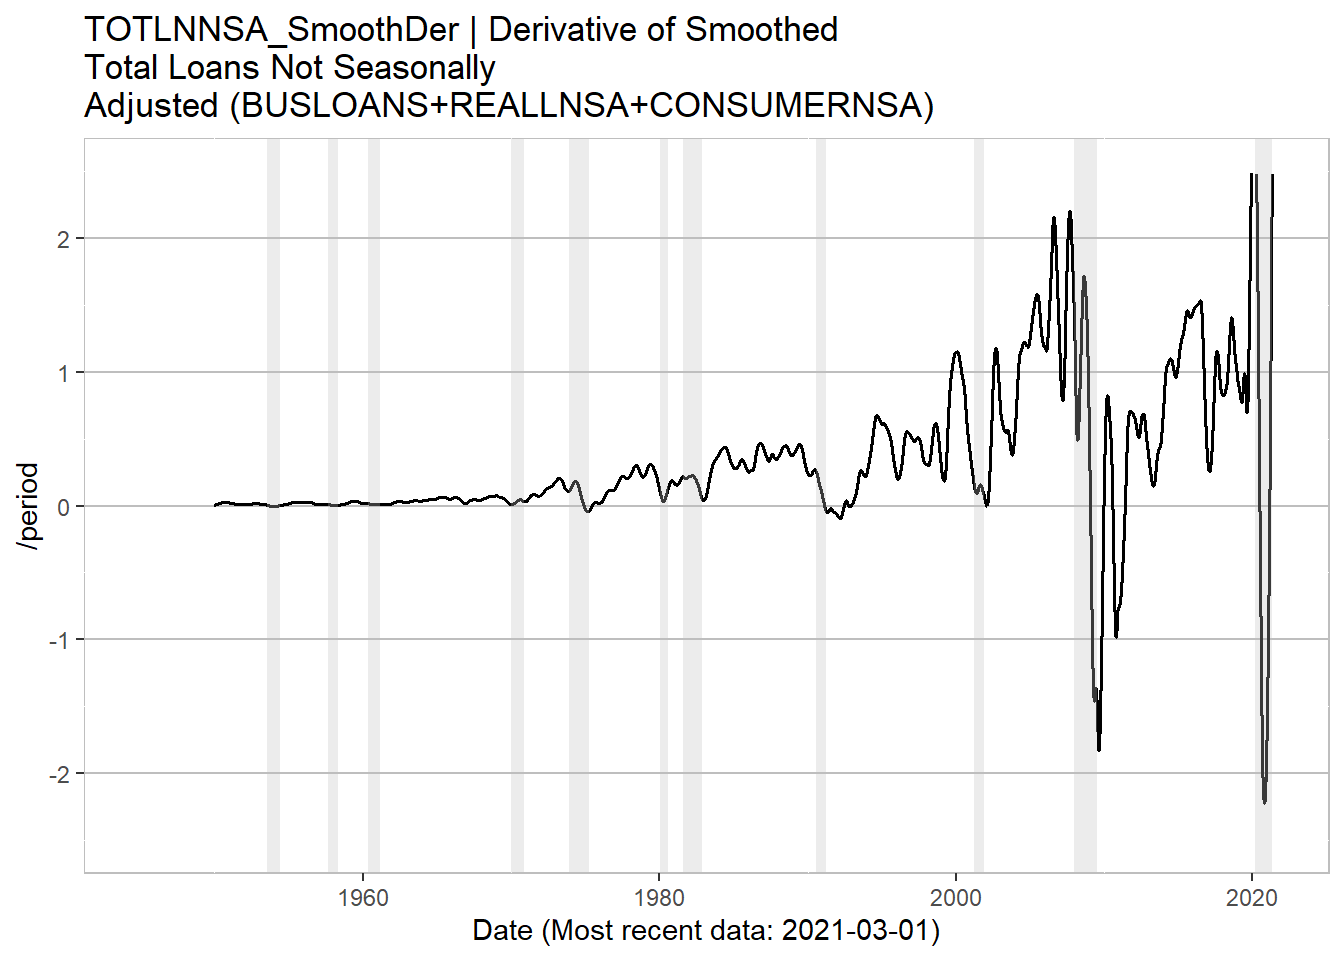 TOTLNNSA_SmoothDer | Derivative of Smoothed
Total Loans Not Seasonally
Adjusted (BUSLOANS+REALLNSA+CONSUMERNSA)
2
1
0
-1
-2
/period
1960
1980
2000
2020
Date (Most recent data: 2021-03-01)